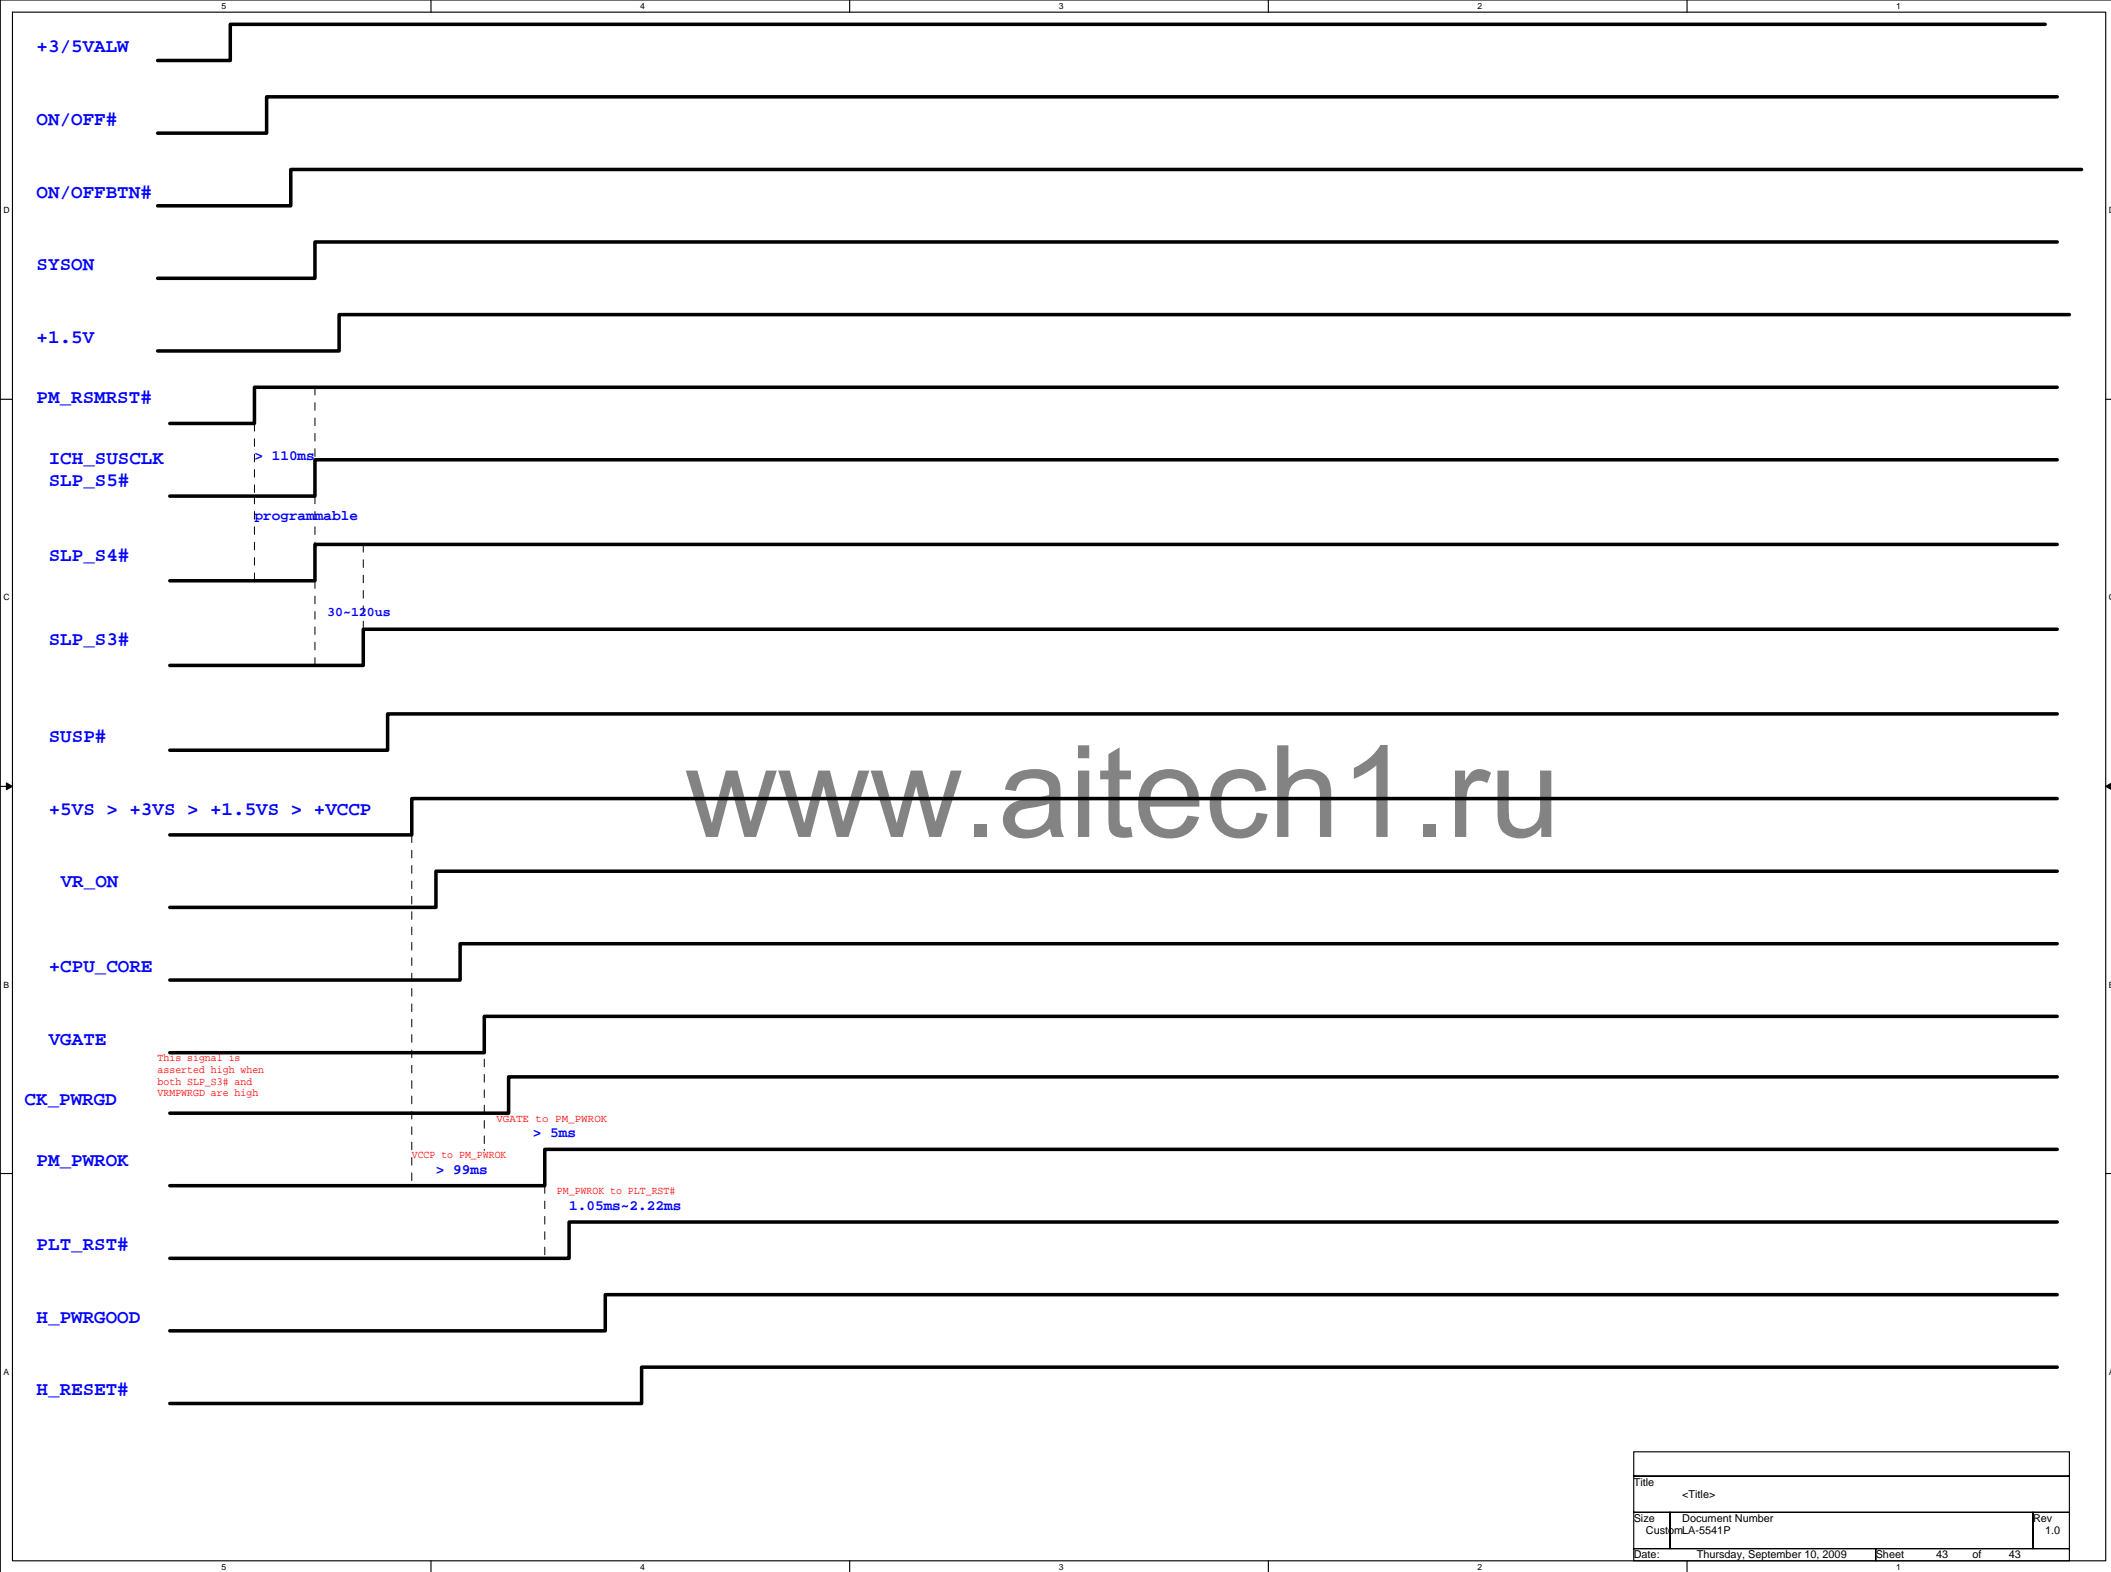 5 4 3 2 1
+3/5VALW
ON/OFF#
ON/OFFBTN#
D D
SYSON
+1.5V
PM_RSMRST#
ICH_SUSCLK
> 110ms
SLP_S5#
programmable
SLP_S4#
C C
30~120us
SLP_S3#
SUSP#
www.aitech1.ru
+5VS > +3VS > +1.5VS > +VCCP
VR_ON
+CPU_CORE
B B
VGATE
This signal is
asserted high when
both SLP_S3# and
VRMPWRGD are high
CK_PWRGD
VGATE to PM_PWROK
> 5ms
VCCP to PM_PWROK
> 99ms
PM_PWROK
PM_PWROK to PLT_RST#
1.05ms~2.22ms
PLT_RST#
H_PWRGOOD
A A
H_RESET#
Title
<Title>
Size Document Number Rev
Custom LA-5541P 1.0
Date: Thursday, September 10, 2009 Sheet 43 of 43
5 4 3 2 1